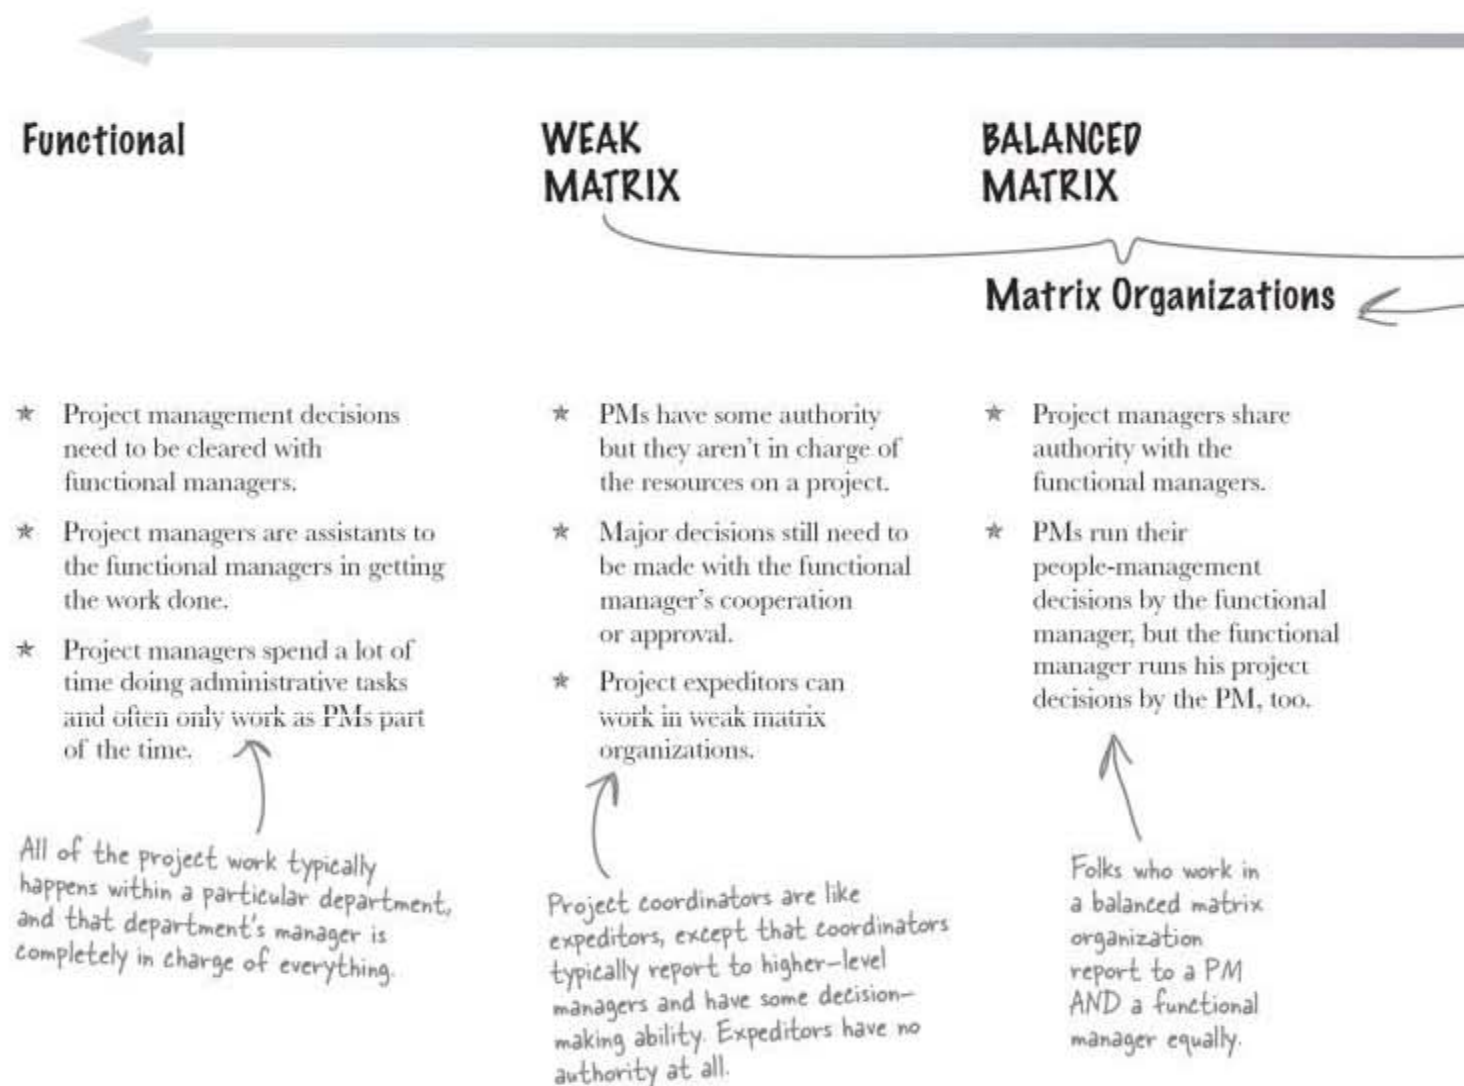 Functional
WEAK
MATRIX
BALANCED
MATRIX
Matrix Organizations
★ Project management decisions
need to be cleared with
functional managers.
★ Project managers are assistants to
the functional managers in getting
the work done.
★ Project managers spend a lot of
time doing administrative tasks
and often only work as PMs part
of the time.
All of the project work typically
happens within a particular department,
and that department's manager is
completely in charge of everything.
★ PMs have some authority
but they aren't in charge of
the resources on a project.
★ Major decisions still need to
be made with the functional
manager's cooperation
or approval.
★ Project expeditors can
work in weak matrix
organizations.
Project coordinators are like
expeditors, except that coordinators
typically report to higher-level
managers and have some decision-
making ability. Expeditors have no
authority at all.
★ Project managers share
authority with the
functional managers.
★ PMs run their
people-management
decisions by the functional
manager, but the functional
manager runs his project
decisions by the PM, too.
Folks who work in
a balanced matrix
organization
report to a PM
AND a functional
manager equally.